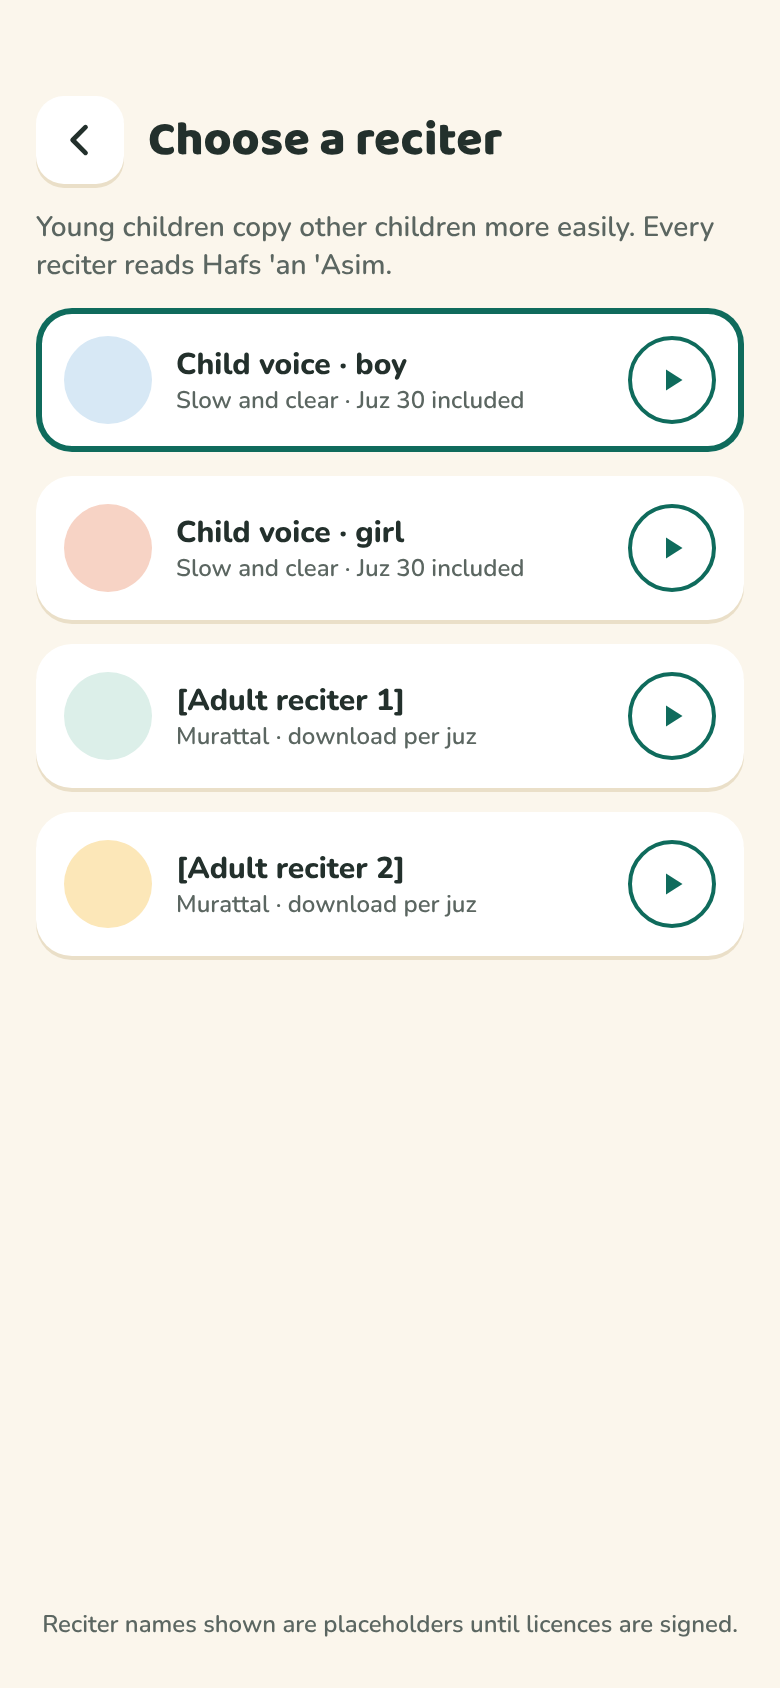 Choose a reciter
Young children copy other children more easily. Every
reciter reads Hafs 'an 'Asim.
Child voice · boy
Slow and clear · Juz 30 included
Child voice · girl
Slow and clear · Juz 30 included
[Adult reciter 1]
Murattal · download per juz
[Adult reciter 2]
Murattal · download per juz
Reciter names shown are placeholders until licences are signed.